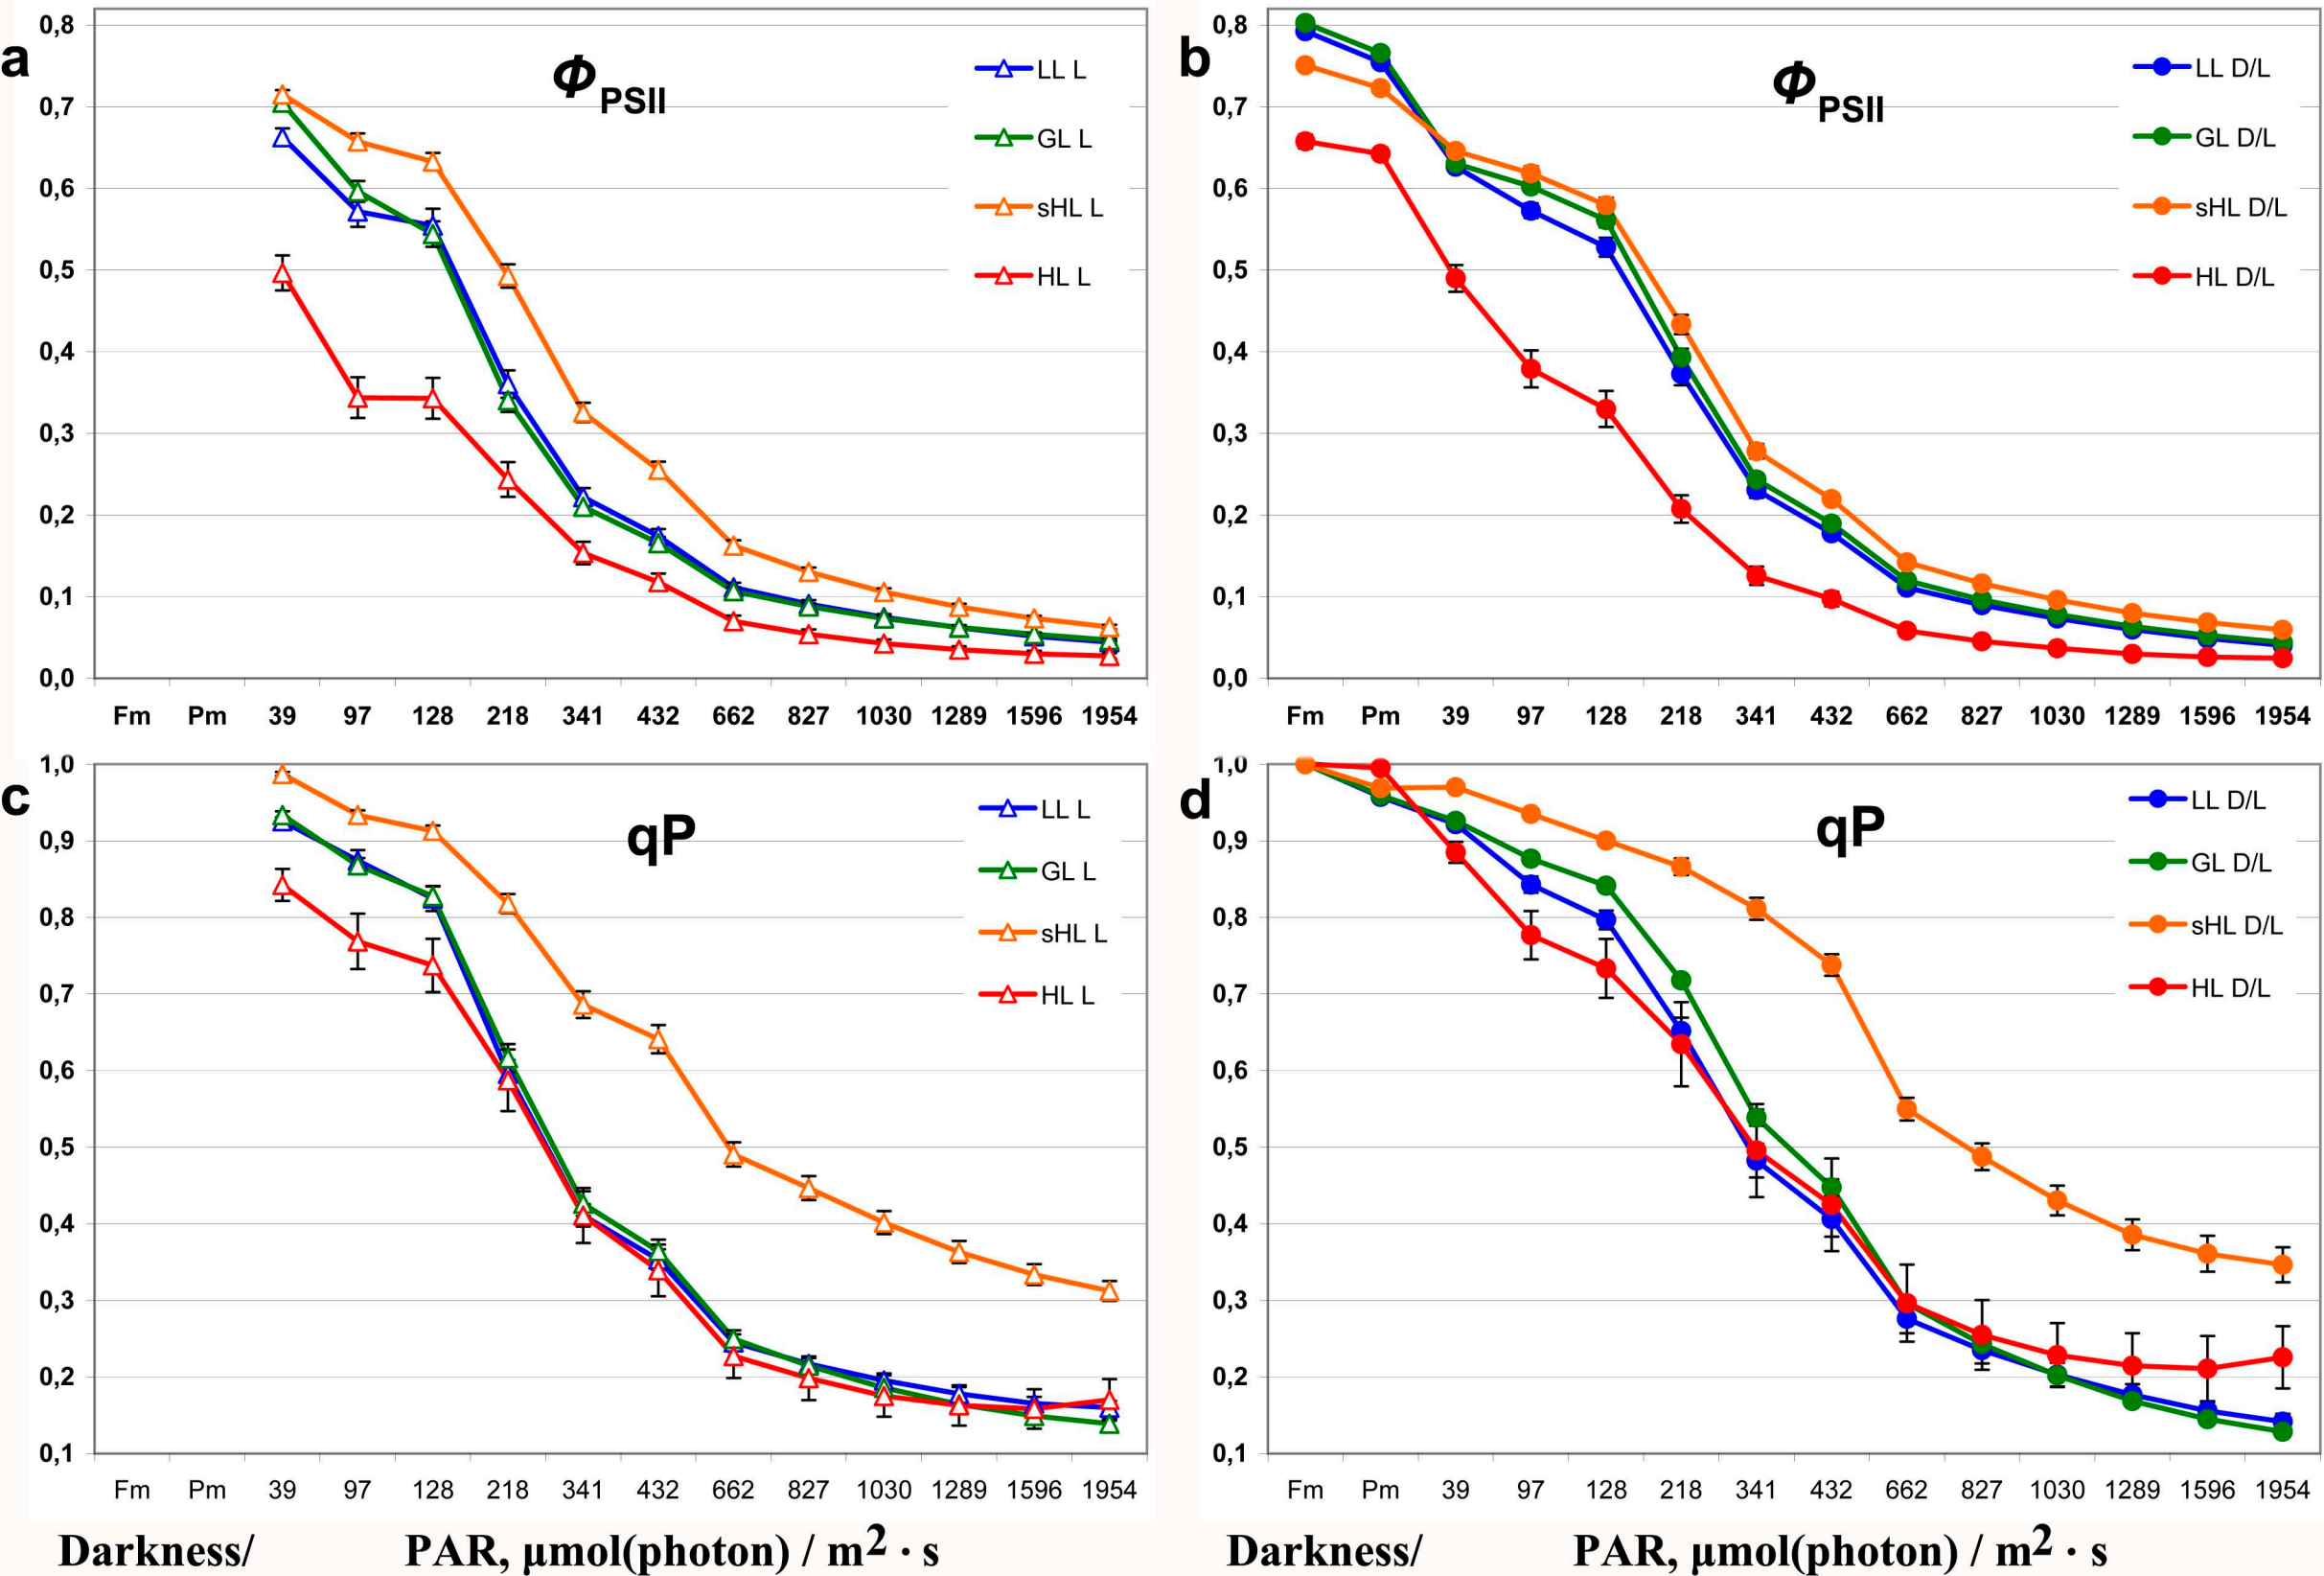 a
Φ PSII
0,8
0,7
0,6
0,5
0,4
0,3
0,2
0,1
0,0
LL L
GL L
sHL L
HL L
Fm Pm 39 97 128 218 341 432 662 827 1030 1289 1596 1954
b
Φ PSII
0,8
0,7
0,6
0,5
0,4
0,3
0,2
0,1
0,0
LL D/L
GL D/L
sHL D/L
HL D/L
Fm Pm 39 97 128 218 341 432 662 827 1030 1289 1596 1954
c
qP
1,0
0,9
0,8
0,7
0,6
0,5
0,4
0,3
0,2
0,1
LL L
GL L
sHL L
HL L
Fm Pm 39 97 128 218 341 432 662 827 1030 1289 1596 1954
Darkness/ PAR, μmol(photon) / m² · s
d
qP
1,0
0,9
0,8
0,7
0,6
0,5
0,4
0,3
0,2
0,1
LL D/L
GL D/L
sHL D/L
HL D/L
Fm Pm 39 97 128 218 341 432 662 827 1030 1289 1596 1954
Darkness/ PAR, μmol(photon) / m² · s